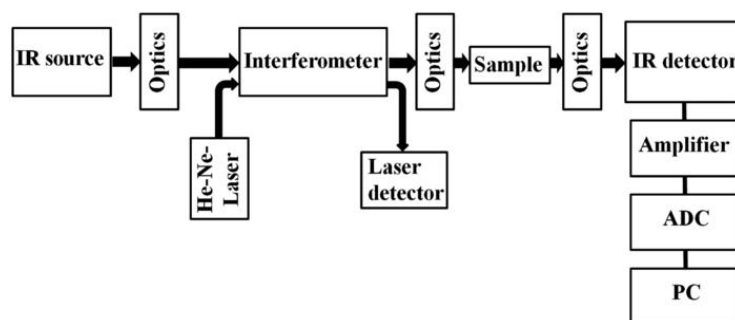 IR source
Optics
Interferometer
Optics
Sample
Optics
IR detector
He-Ne-
Laser
Laser
detector
Amplifier
ADC
PC